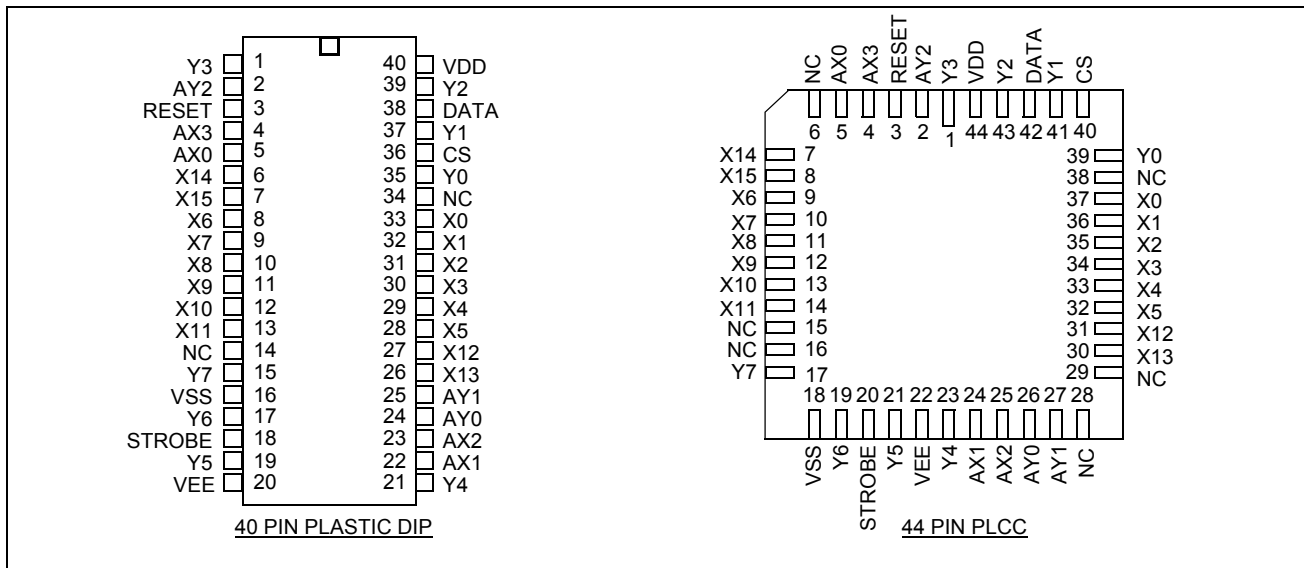 Y3 1 40 VDD
AY2 2 39 Y2
RESET 3 38 DATA
AX3 4 37 Y1
AX0 5 36 CS
X14 6 35 Y0
X15 7 34 NC
X6 8 33 X0
X7 9 32 X1
X8 10 31 X2
X9 11 30 X3
X10 12 29 X4
X11 13 28 X5
NC 14 27 X12
Y7 15 26 X13
VSS 16 25 AY1
Y6 17 24 AY0
STROBE 18 23 AX2
Y5 19 22 AX1
VEE 20 21 Y4
40 PIN PLASTIC DIP
NC AX0 AX3 RESET AY2 Y3 VDD Y2 DATA Y1 CS
6 5 4 3 2 1 44 43 42 41 40
X14 7 39 Y0
X15 8 38 NC
X6 9 37 X0
X7 10 36 X1
X8 11 35 X2
X9 12 34 X3
X10 13 33 X4
X11 14 32 X5
NC 15 31 X12
NC 16 30 X13
Y7 17 29 NC
18 19 20 21 22 23 24 25 26 27 28
VSS Y6 STROBE Y5 VEE Y4 AX1 AX2 AY0 AY1 NC
44 PIN PLCC